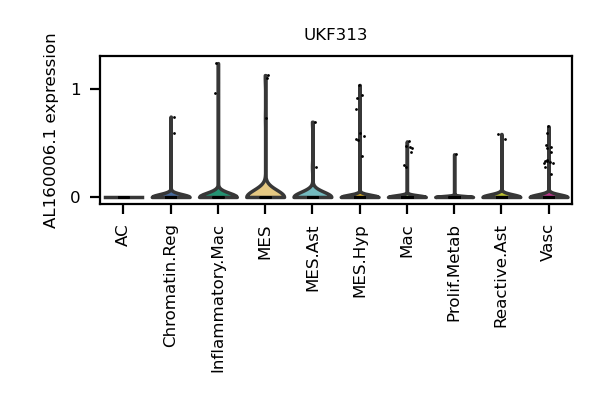 UKF313
AL160006.1 expression
1
0
AC
Chromatin.Reg
Inflammatory.Mac
MES
MES.Ast
MES.Hyp
Mac
Prolif.Metab
Reactive.Ast
Vasc